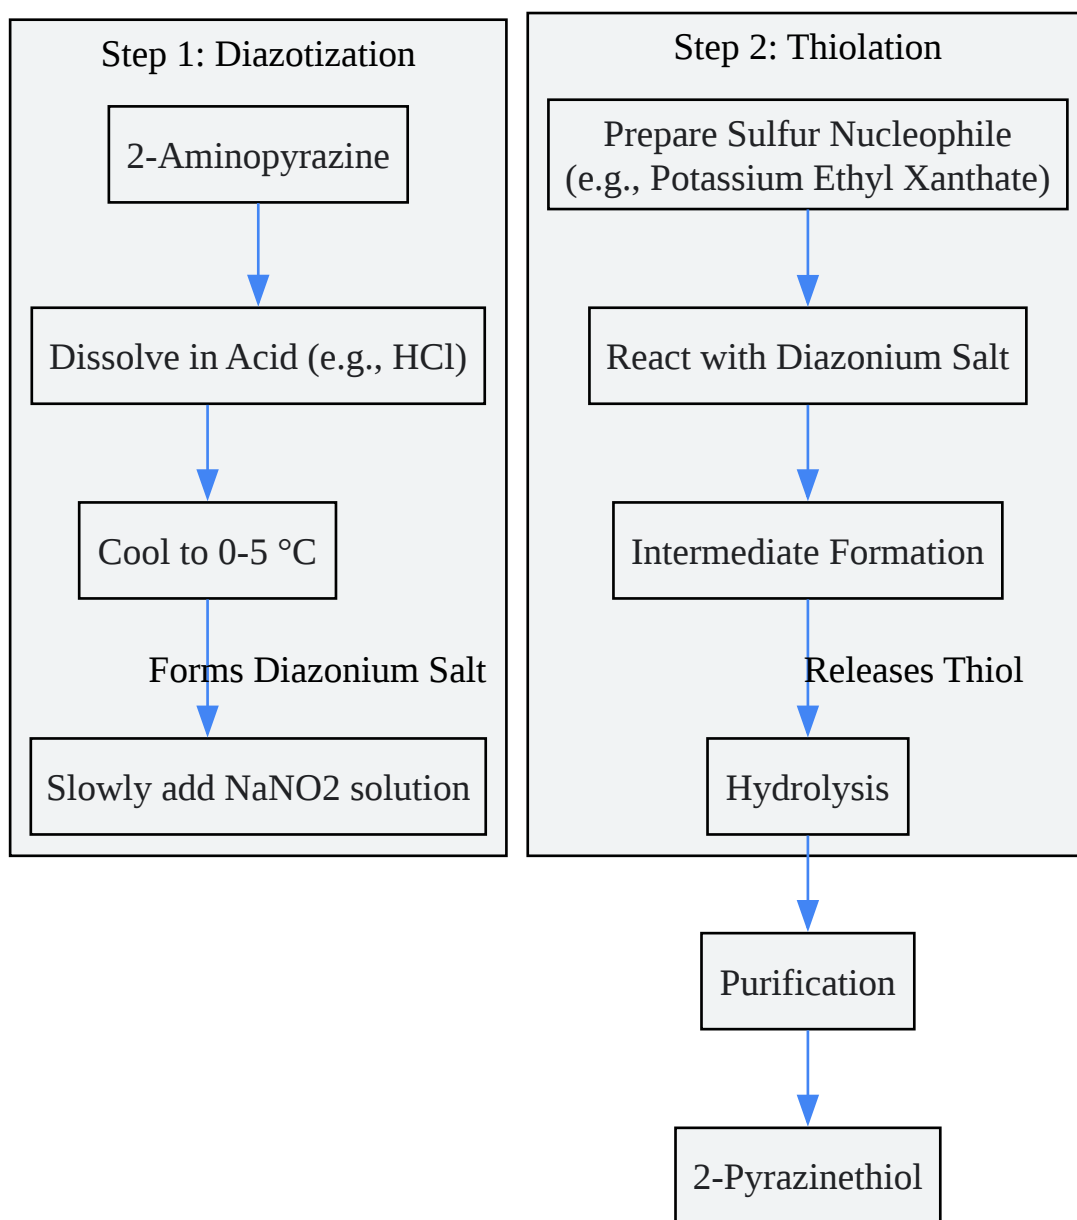 Step 1: Diazotization
2-Aminopyrazine
Dissolve in Acid (e.g., HCl)
Cool to 0-5 °C
Forms Diazonium Salt
Slowly add NaNO2 solution
Step 2: Thiolation
Prepare Sulfur Nucleophile
(e.g., Potassium Ethyl Xanthate)
React with Diazonium Salt
Intermediate Formation
Releases Thiol
Hydrolysis
Purification
2-Pyrazinethiol